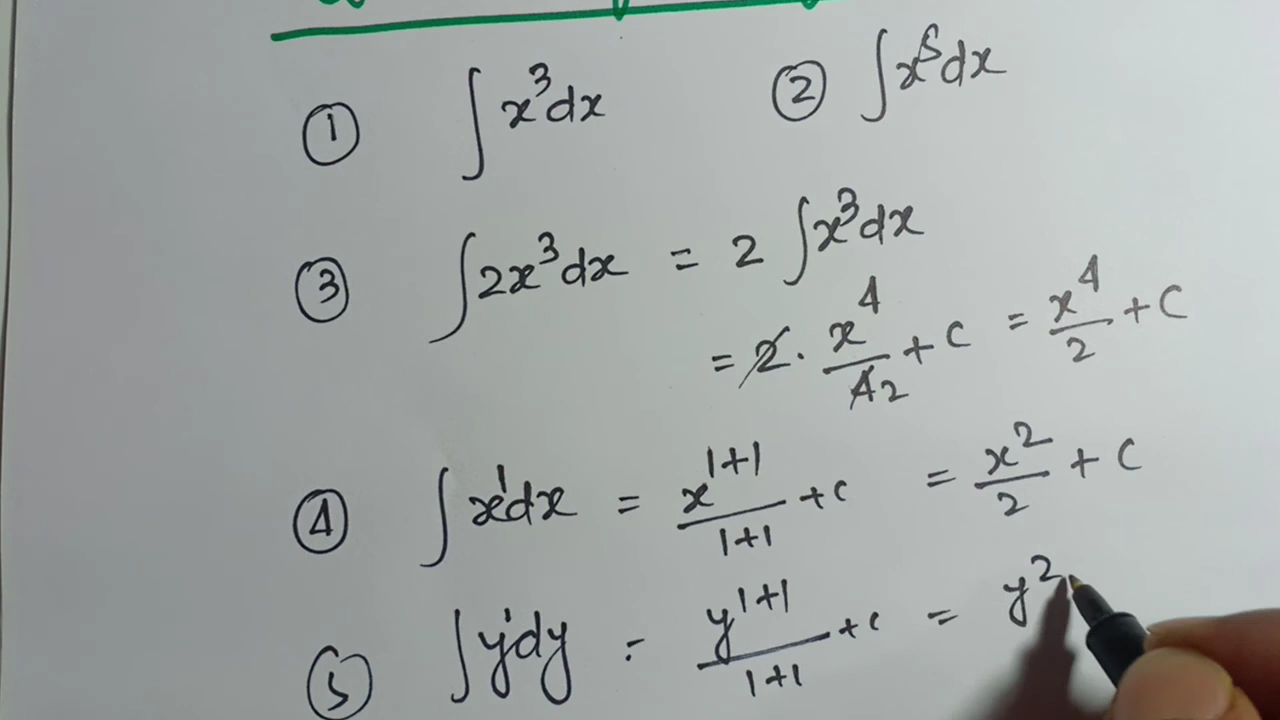 ① ∫x³dx ② ∫x⁵dx
③ ∫2x³dx = 2 ∫x³dx
= 2 · x⁴/4 2 + C = x⁴/2 + C
④ ∫x¹dx = x¹⁺¹/1+1 + C = x²/2 + C
⑤ ∫y¹dy = y¹⁺¹/1+1 + C = y²